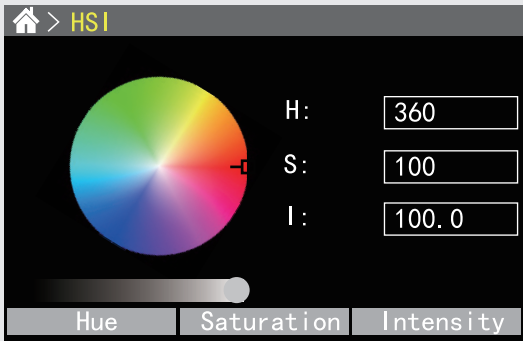 > HSI
H: 360
S: 100
I: 100.0
Hue Saturation Intensity